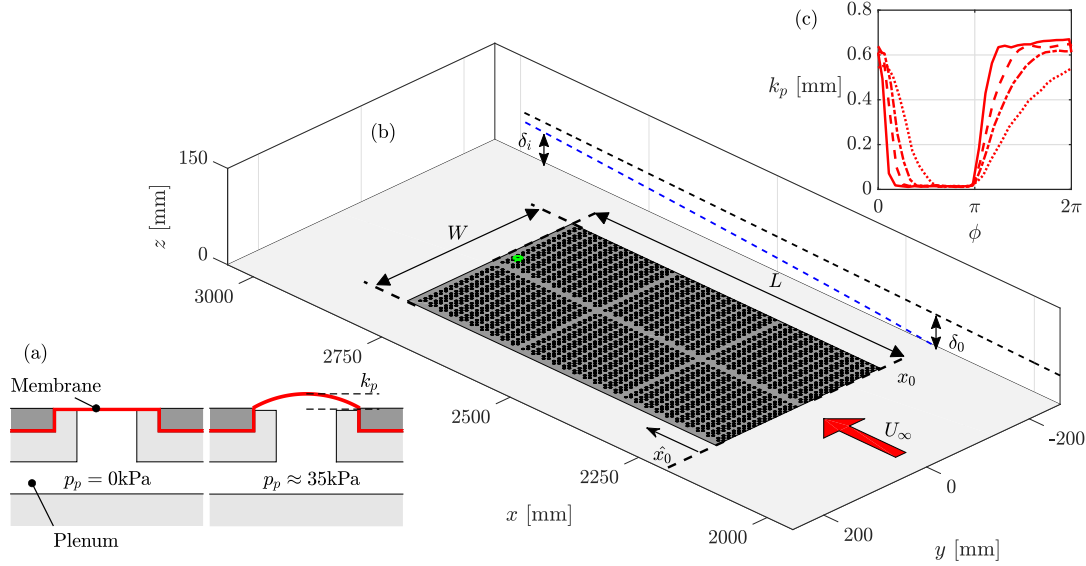 (a)
Membrane
k_p
p_p = 0kPa
p_p ≈ 35kPa
Plenum
(b)
150
0
z [mm]
3000
2750
2500
2250
2000
x [mm]
200
0
-200
y [mm]
W
L
δ_i
δ_0
x_0
x̂_0
U_∞
(c)
0.8
0.6
0.4
0.2
0
k_p [mm]
0
π
2π
ϕ